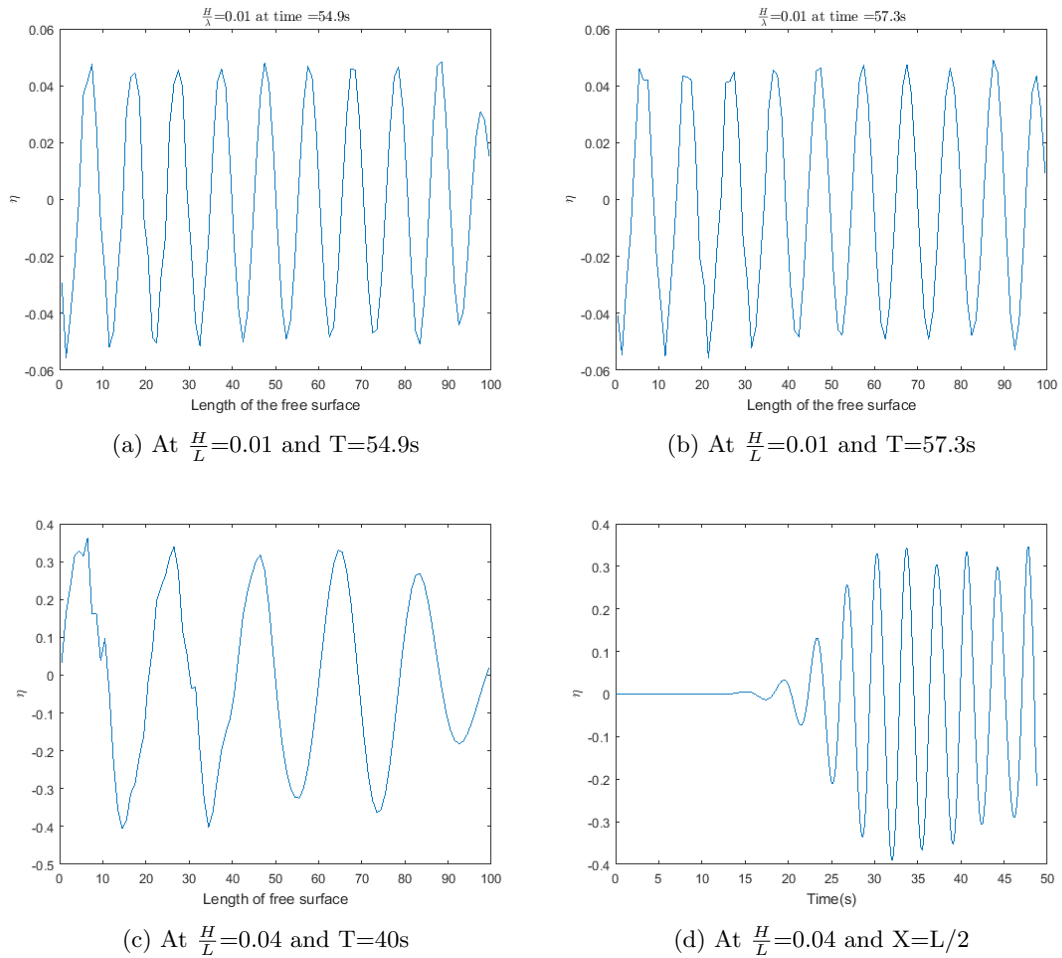 H/λ=0.01 at time =54.9s
0.06
0.04
0.02
0
-0.02
-0.04
-0.06
η
0 10 20 30 40 50 60 70 80 90 100
Length of the free surface
(a) At H/L=0.01 and T=54.9s
H/λ=0.01 at time =57.3s
0.06
0.04
0.02
0
-0.02
-0.04
-0.06
η
0 10 20 30 40 50 60 70 80 90 100
Length of the free surface
(b) At H/L=0.01 and T=57.3s
0.4
0.3
0.2
0.1
0
-0.1
-0.2
-0.3
-0.4
-0.5
η
0 10 20 30 40 50 60 70 80 90 100
Length of free surface
(c) At H/L=0.04 and T=40s
0.4
0.3
0.2
0.1
0
-0.1
-0.2
-0.3
-0.4
η
0 5 10 15 20 25 30 35 40 45 50
Time(s)
(d) At H/L=0.04 and X=L/2